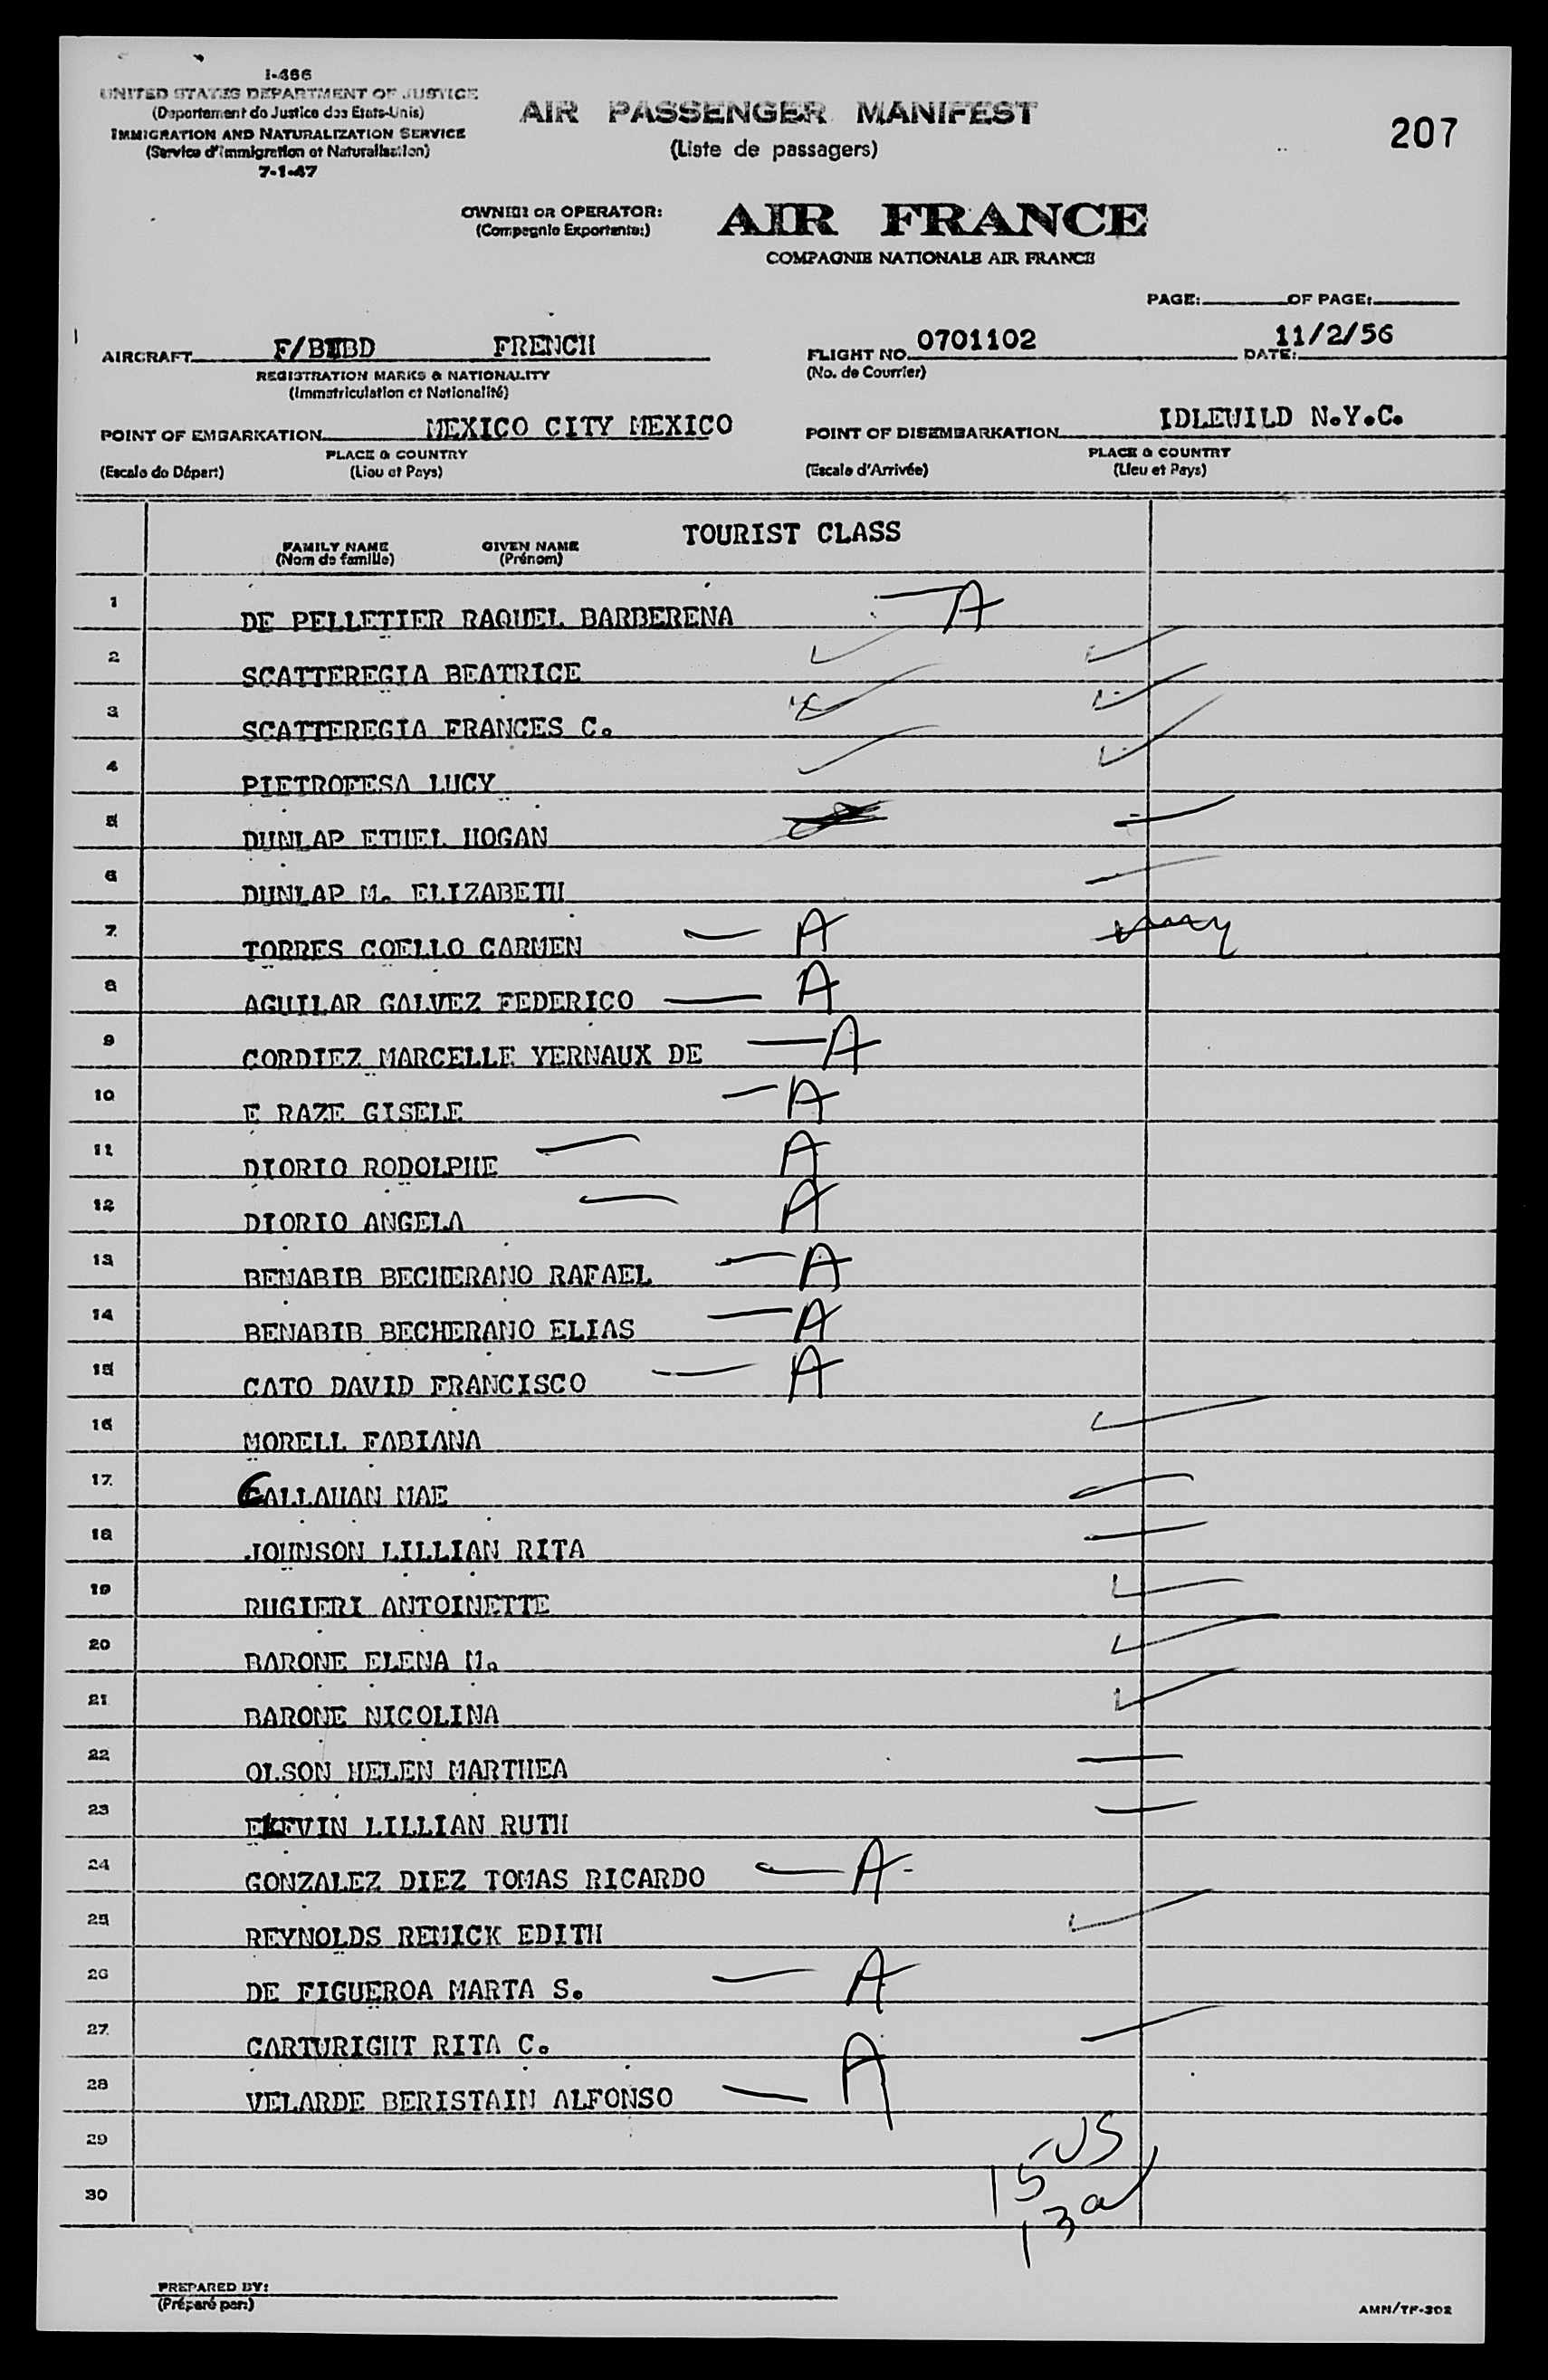 I-466
UNITED STATES DEPARTMENT OF JUSTICE
(Departement de Justice des Etats-Unis)
IMMIGRATION AND NATURALIZATION SERVICE
(Service d'Immigration et Naturalisation)
7-1-47
AIR PASSENGER MANIFEST
(Liste de passagers)
207
OWNER OR OPERATOR:
(Compagnie Exportante:)
AIR FRANCE
COMPAGNIE NATIONALE AIR FRANCE
PAGE: OF PAGE:
AIRCRAFT FRENCH
REGISTRATION MARKS & NATIONALITY
(Immatriculation et Nationalité)
FLIGHT NO. 0701102
(No. de Courrier)
DATE: 11/2/56
POINT OF EMBARKATION MEXICO CITY MEXICO
PLACE & COUNTRY
(Escale de Départ) (Lieu et Pays)
POINT OF DISEMBARKATION IDLEWILD N.Y.C.
PLACE & COUNTRY
(Escale d'Arrivée) (Lieu et Pays)
FAMILY NAME GIVEN NAME TOURIST CLASS
(Nom de famille) (Prénom)
1 DE PELLETIER RAQUEL BARBERENA — A
2 SCATTEREGIA BEATRICE
3 SCATTEREGIA FRANCES C.
4 PIETROFESA LUCY
5 DUNLAP ETHEL HOGAN
6 DUNLAP M. ELIZABETH
7 TORRES COELLO CARMEN — A
8 AGUILAR GALVEZ FEDERICO — A
9 CORDIEZ MARCELLE VERNAUX DE — A
10 E RAZE GISELE — A
11 DIORIO RODOLPHE — A
12 DIORIO ANGELA — A
13 BENABIB BECHERANO RAFAEL — A
14 BENABIB BECHERANO ELIAS — A
15 CATO DAVID FRANCISCO — A
16 MORELL FABIANA
17 CALLAHAN MAE
18 JOHNSON LILLIAN RITA
19 RUGIERI ANTOINETTE
20 BARONE ELENA M.
21 BARONE NICOLINA
22 OLSON HELEN MARTHEA
23 LILLIAN RUTH
24 GONZALEZ DIEZ TOMAS RICARDO — A
25 REYNOLDS REMICK EDITH
26 DE FIGUEROA MARTA S. — A
27 CARTWRIGHT RITA C.
28 VELARDE BERISTAIN ALFONSO — A
29
30
15 US
13 a
PREPARED BY:
(Préparé par:)
AMN/TF-302